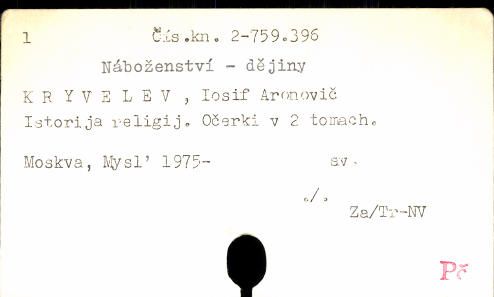 1 Čís.kn. 2-759.396
Náboženství - dějiny
K R Y V E L E V , Iosif Aronovič
Istorija religij. Očerki v 2 tomach.
Moskva, Mysl' 1975- sv.
./.
Za/Tr-NV
Př